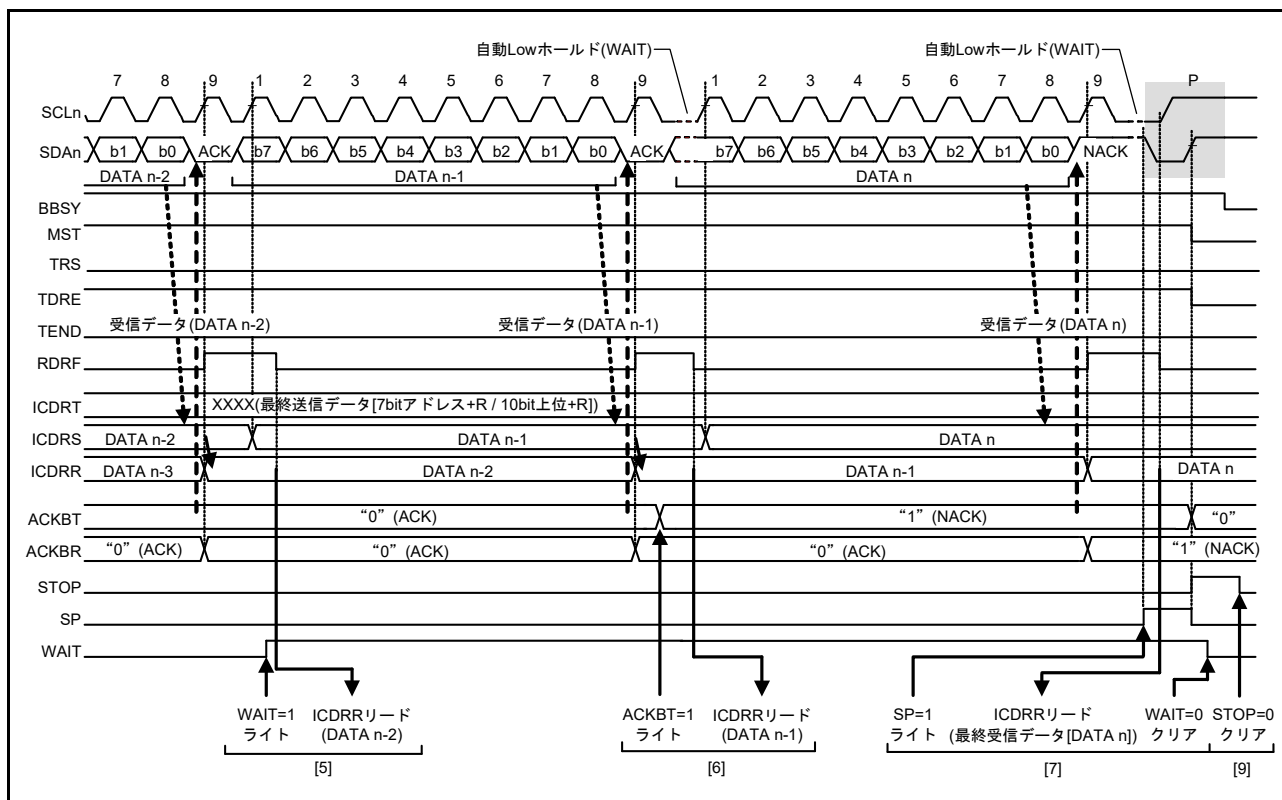 自動Lowホールド(WAIT)
自動Lowホールド(WAIT)
7 8 9 1 2 3 4 5 6 7 8 9 1 2 3 4 5 6 7 8 9 P
SCLn
SDAn b1 b0 ACK b7 b6 b5 b4 b3 b2 b1 b0 ACK b7 b6 b5 b4 b3 b2 b1 b0 NACK
DATA n-2 DATA n-1 DATA n
BBSY
MST
TRS
TDRE
受信データ(DATA n-2) 受信データ(DATA n-1) 受信データ(DATA n)
TEND
RDRF
ICDRT XXXX(最終送信データ[7bitアドレス+R / 10bit上位+R])
ICDRS DATA n-2 DATA n-1 DATA n
ICDRR DATA n-3 DATA n-2 DATA n-1 DATA n
ACKBT “0” (ACK) “1” (NACK) “0”
ACKBR “0” (ACK) “0” (ACK) “0” (ACK) “1” (NACK)
STOP
SP
WAIT
WAIT=1
ライト
ICDRRリード
(DATA n-2)
ACKBT=1
ライト
ICDRRリード
(DATA n-1)
SP=1
ライト
ICDRRリード
(最終受信データ[DATA n])
WAIT=0
クリア
STOP=0
クリア
[5] [6] [7] [9]